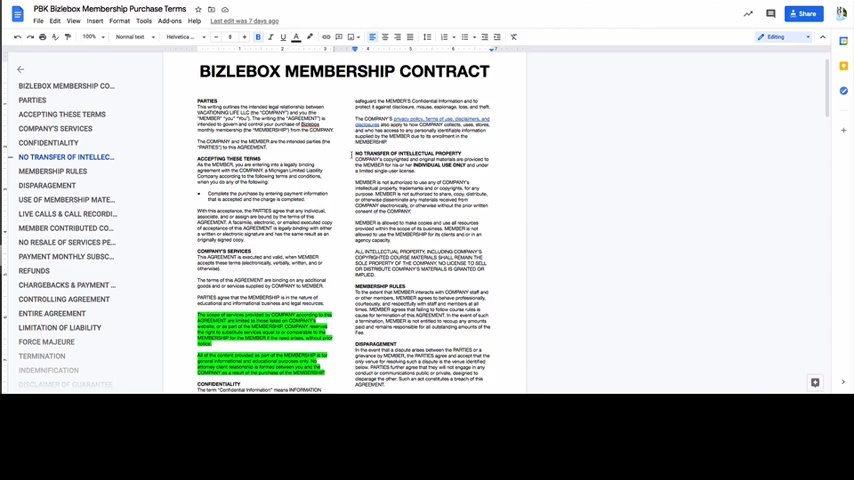 PBK Bizlebox Membership Purchase Terms
File Edit View Insert Format Tools Add-ons Help Last edit was 7 days ago
Share
100% Normal text Helvetica ... 8 B I U A Editing
BIZLEBOX MEMBERSHIP CO...
PARTIES
ACCEPTING THESE TERMS
COMPANY'S SERVICES
CONFIDENTIALITY
NO TRANSFER OF INTELLEC...
MEMBERSHIP RULES
DISPARAGEMENT
USE OF MEMBERSHIP MATE...
LIVE CALLS & CALL RECORDI...
MEMBER CONTRIBUTED CO...
NO RESALE OF SERVICES PE...
PAYMENT MONTHLY SUBSC...
REFUNDS
CHARGEBACKS & PAYMENT ...
CONTROLLING AGREEMENT
ENTIRE AGREEMENT
LIMITATION OF LIABILITY
FORCE MAJEURE
TERMINATION
INDEMNIFICATION
DISCLAIMER OF GUARANTEE
BIZLEBOX MEMBERSHIP CONTRACT
PARTIES
This writing outlines the intended legal relationship between
VACATIONING LIFE LLC (the "COMPANY") and you (the
"MEMBER" "you" "You"). The writing (the "AGREEMENT") is
intended to govern and control your purchase of Bizlebox
monthly membership (the "MEMBERSHIP") from the COMPANY.
The COMPANY and the MEMBER are the intended parties (the
"PARTIES") to this AGREEMENT.
ACCEPTING THESE TERMS
As the MEMBER, you are entering into a legally binding
agreement with the COMPANY, a Michigan Limited Liability
Company according to the following terms and conditions,
when you do any of the following:
• Complete the purchase by entering payment information
that is accepted and the charge is completed.
With this acceptance, the PARTIES agree that any individual,
associate, and or assign are bound by the terms of this
AGREEMENT. A facsimile, electronic, or emailed executed copy
of acceptance of this AGREEMENT is legally binding with either
a written or electronic signature and has the same result as an
originally signed copy.
COMPANY'S SERVICES
This AGREEMENT is executed and valid, when MEMBER
accepts these terms (electronically, verbally, written, and or
otherwise).
The terms of this AGREEMENT are binding on any additional
goods and or services supplied by COMPANY to MEMBER.
PARTIES agree that the MEMBERSHIP is in the nature of
educational and informational business and legal resources.
The scope of services provided by COMPANY according to this
AGREEMENT are limited to those listed on COMPANY's
website, or as part of the MEMBERSHIP. COMPANY reserves
the right to substitute services equal to or comparable to the
MEMBERSHIP for the MEMBER if the need arises, without prior
notice.
All of the content provided as part of the MEMBERSHIP is for
general informational and educational purposes only. No
attorney client relationship is formed between you and the
COMPANY as a result of the purchase of the MEMBERSHIP.
CONFIDENTIALITY
The term "Confidential Information" means INFORMATION
safeguard the MEMBER'S Confidential Information and to
protect it against disclosure, misuse, espionage, loss, and theft.
The COMPANY'S privacy policy, Terms of use, disclaimers, and
disclosures also apply to how COMPANY collects, uses, stores,
and who has access to any personally identifiable information
supplied by the MEMBER due to its enrollment in the
MEMBERSHIP.
NO TRANSFER OF INTELLECTUAL PROPERTY
COMPANY's copyrighted and original materials are provided to
the MEMBER for his or her INDIVIDUAL USE ONLY and under
a limited single-user license.
MEMBER is not authorized to use any of COMPANY's
intellectual property, trademarks and or copyrights, for any
purpose. MEMBER is not authorized to share, copy, distribute,
or otherwise disseminate any materials received from
COMPANY electronically, or otherwise without the prior written
consent of the COMPANY.
MEMBER is allowed to make copies and use all resources
provided within the scope of its business. MEMBER is not
allowed to use the MEMBERSHIP for its clients and or in an
agency capacity.
ALL INTELLECTUAL PROPERTY, INCLUDING COMPANY'S
COPYRIGHTED COURSE MATERIALS SHALL REMAIN THE
SOLE PROPERTY OF THE COMPANY. NO LICENSE TO SELL
OR DISTRIBUTE COMPANY'S MATERIALS IS GRANTED OR
IMPLIED.
MEMBERSHIP RULES
To the extent that MEMBER interacts with COMPANY staff and
or other members, MEMBER agrees to behave professionally,
courteously, and respectfully with staff and members at all
times. MEMBER agrees that failing to follow course rules is
cause for termination of this AGREEMENT. In the event of such
a termination, MEMBER is not entitled to recoup any amounts
paid and remains responsible for all outstanding amounts of the
Fee.
DISPARAGEMENT
In the event that a dispute arises between the PARTIES or a
grievance by MEMBER, the PARTIES agree and accept that the
only venue for resolving such a dispute is the venue identified
below. PARTIES further agree that they will not engage in any
conduct or communications public or private, designed to
disparage the other. Such an act constitutes a breach of this
AGREEMENT.